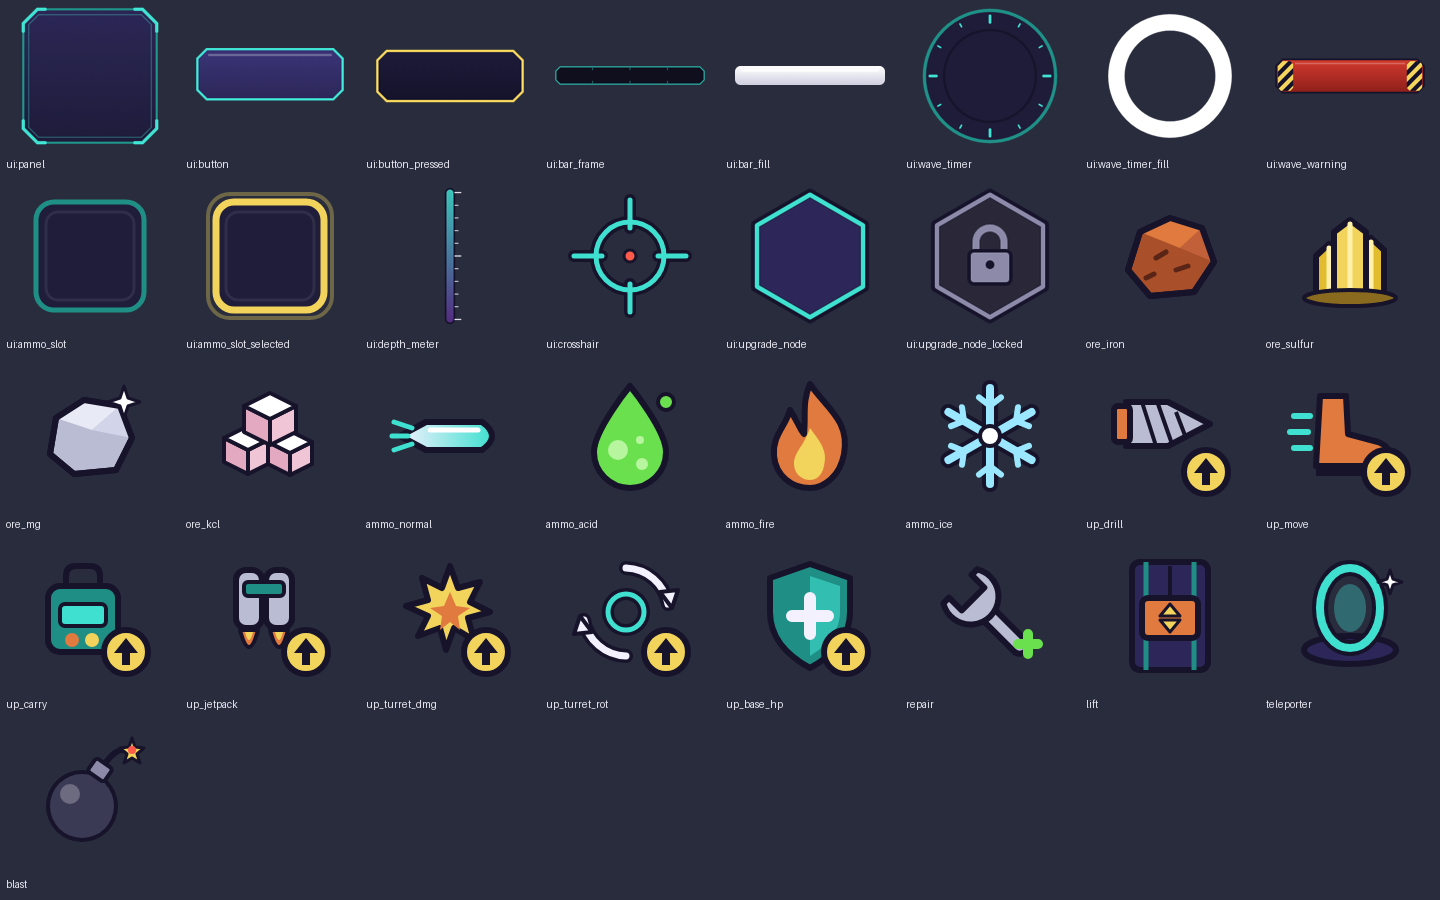 ui:panel
ui:button
ui:button_pressed
ui:bar_frame
ui:bar_fill
ui:wave_timer
ui:wave_timer_fill
ui:wave_warning
ui:ammo_slot
ui:ammo_slot_selected
ui:depth_meter
ui:crosshair
ui:upgrade_node
ui:upgrade_node_locked
ore_iron
ore_sulfur
ore_mg
ore_kcl
ammo_normal
ammo_acid
ammo_fire
ammo_ice
up_drill
up_move
up_carry
up_jetpack
up_turret_dmg
up_turret_rot
up_base_hp
repair
lift
teleporter
blast